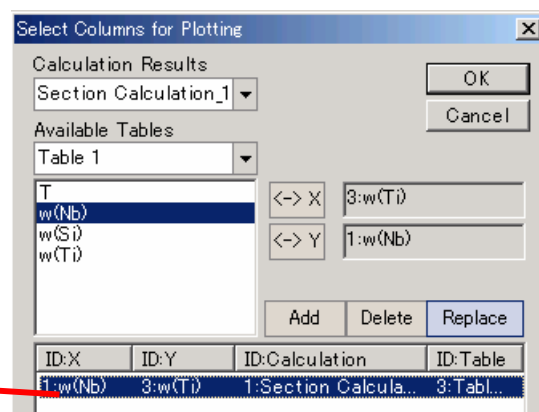 Select Columns for Plotting
Calculation Results
Section Calculation_1
OK
Cancel
Available Tables
Table 1
T
w(Nb)
w(Si)
w(Ti)
<-> X 3:w(Ti)
<-> Y 1:w(Nb)
Add Delete Replace
ID:X ID:Y ID:Calculation ID:Table
1:w(Nb) 3:w(Ti) 1:Section Calcula... 3:Tabl...